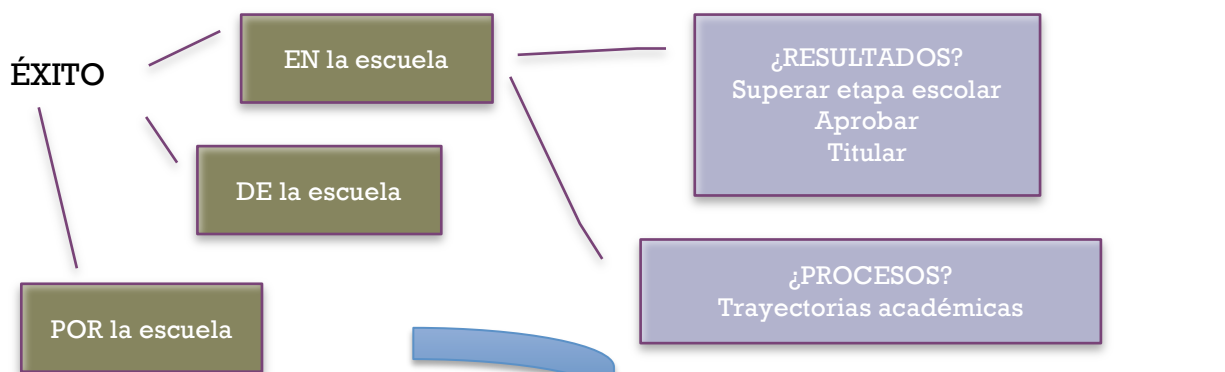 ÉXITO
EN la escuela
DE la escuela
POR la escuela
¿RESULTADOS?
Superar etapa escolar
Aprobar
Titular
¿PROCESOS?
Trayectorias académicas